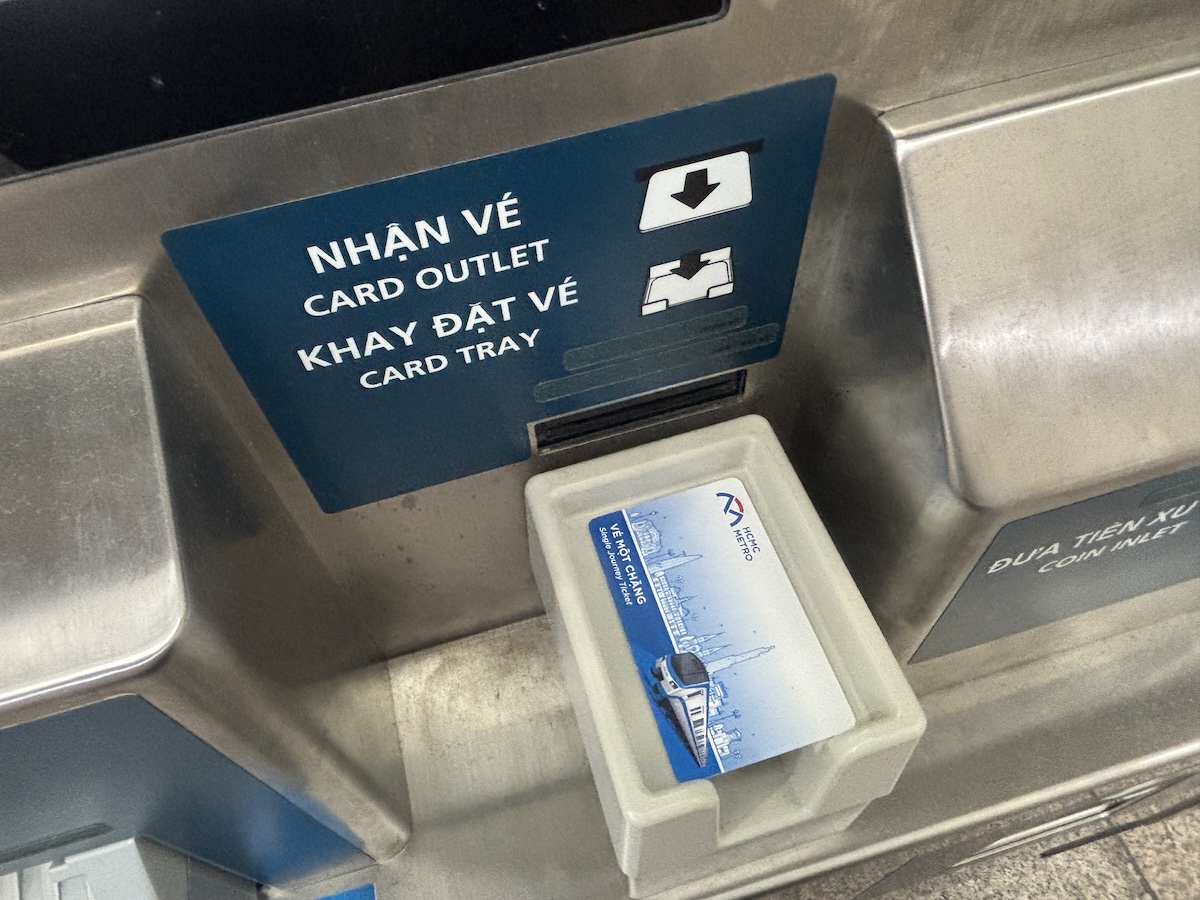 NHẬN VÉ
CARD OUTLET
KHAY ĐẶT VÉ
CARD TRAY
HCMC
METRO
VÉ MỘT CHẶNG
Single Journey Ticket
ĐƯA TIỀN XU
COIN INLET